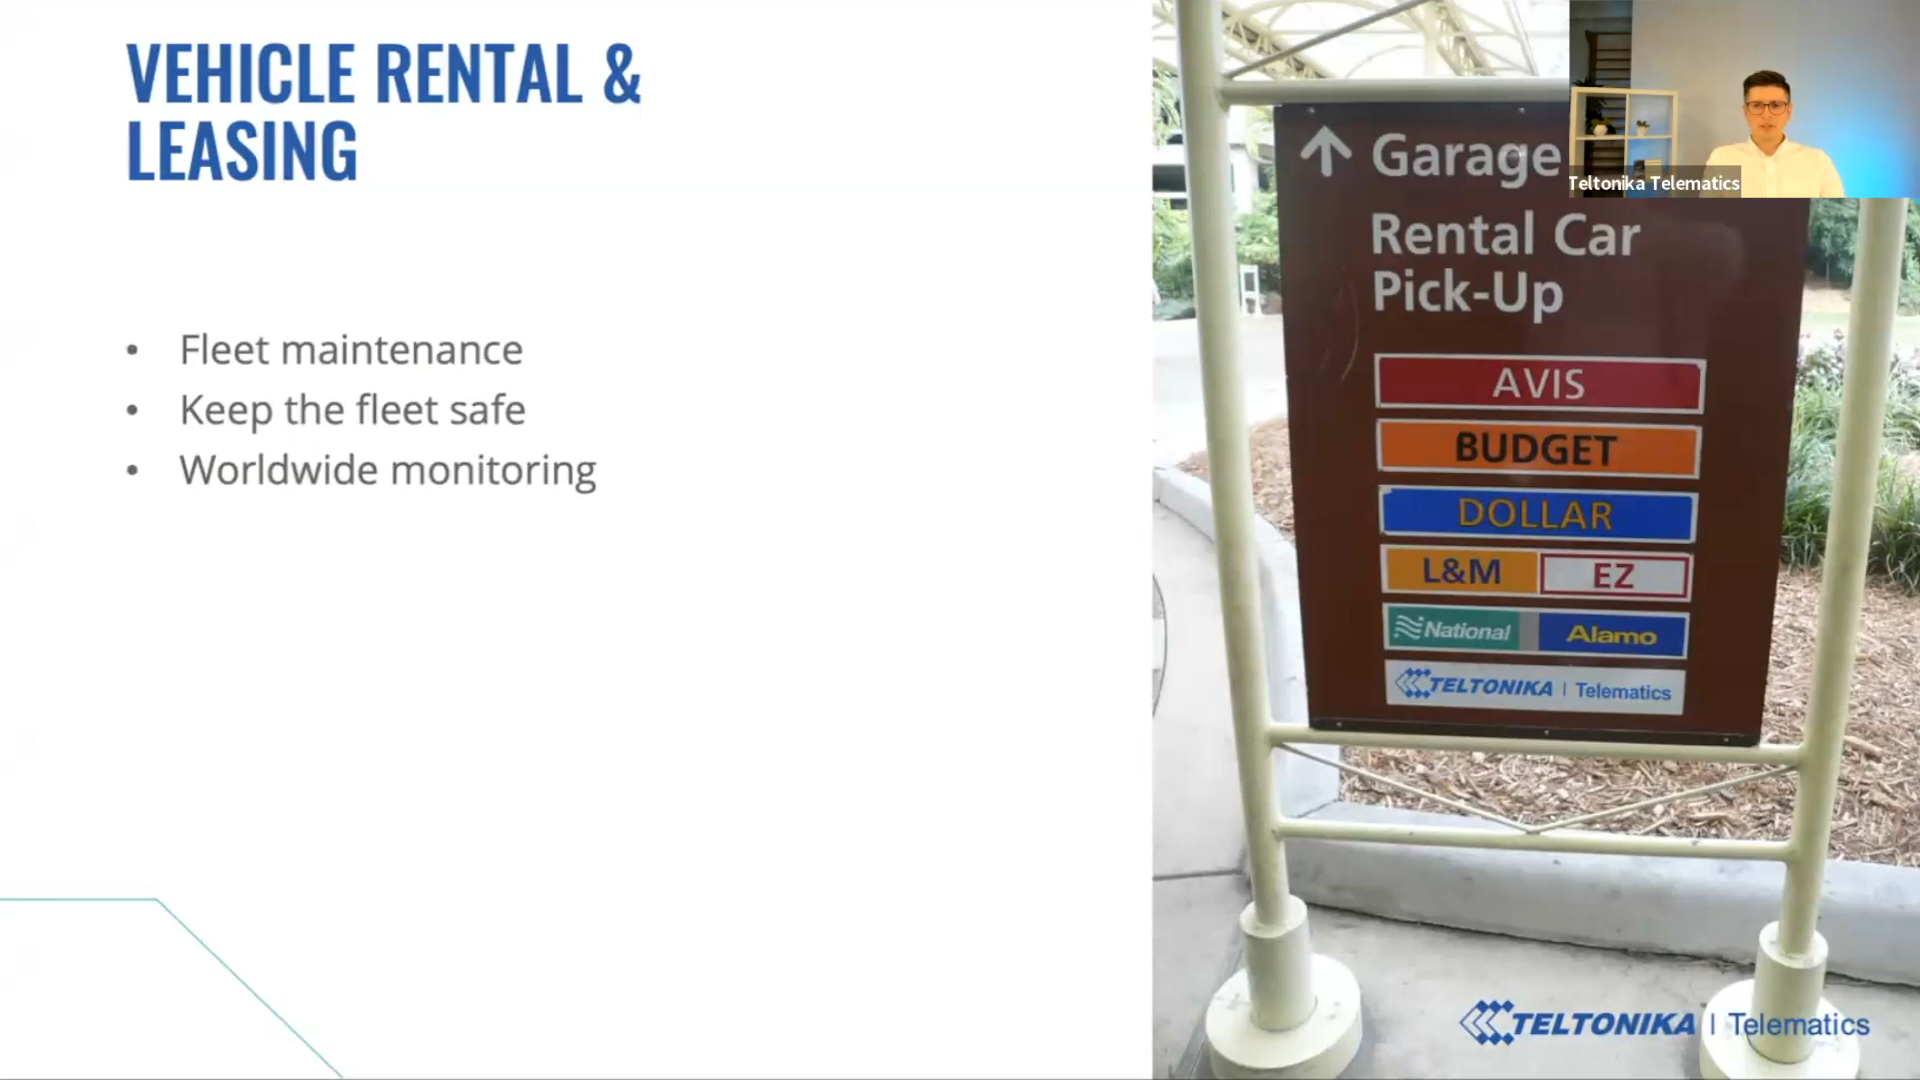 VEHICLE RENTAL &
LEASING
• Fleet maintenance
• Keep the fleet safe
• Worldwide monitoring
Garage
Rental Car
Pick-Up
AVIS
BUDGET
DOLLAR
L&M EZ
National Alamo
TELTONIKA | Telematics
Teltonika Telematics
TELTONIKA | Telematics